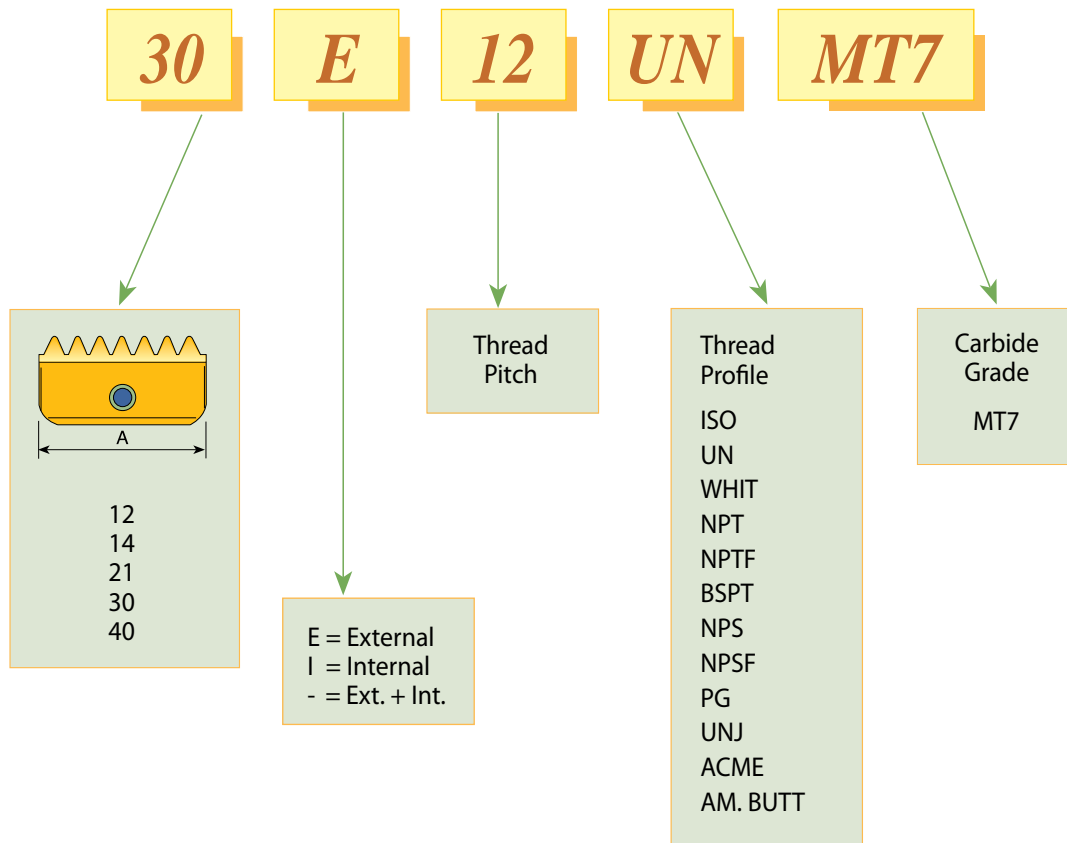 30 E 12 UN MT7
A
12
14
21
30
40
E = External
I = Internal
- = Ext. + Int.
Thread
Pitch
Thread
Profile
ISO
UN
WHIT
NPT
NPTF
BSPT
NPS
NPSF
PG
UNJ
ACME
AM. BUTT
Carbide
Grade
MT7